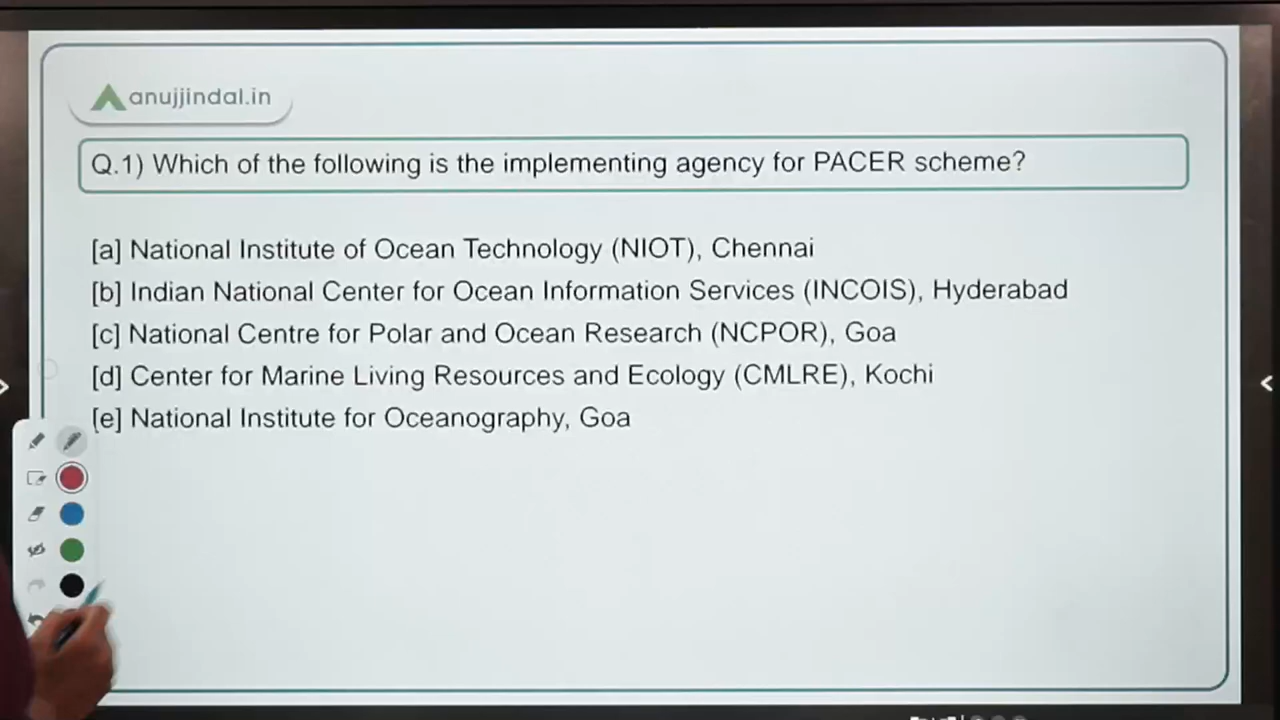 anujjindal.in
Q.1) Which of the following is the implementing agency for PACER scheme?
[a] National Institute of Ocean Technology (NIOT), Chennai
[b] Indian National Center for Ocean Information Services (INCOIS), Hyderabad
[c] National Centre for Polar and Ocean Research (NCPOR), Goa
[d] Center for Marine Living Resources and Ecology (CMLRE), Kochi
[e] National Institute for Oceanography, Goa